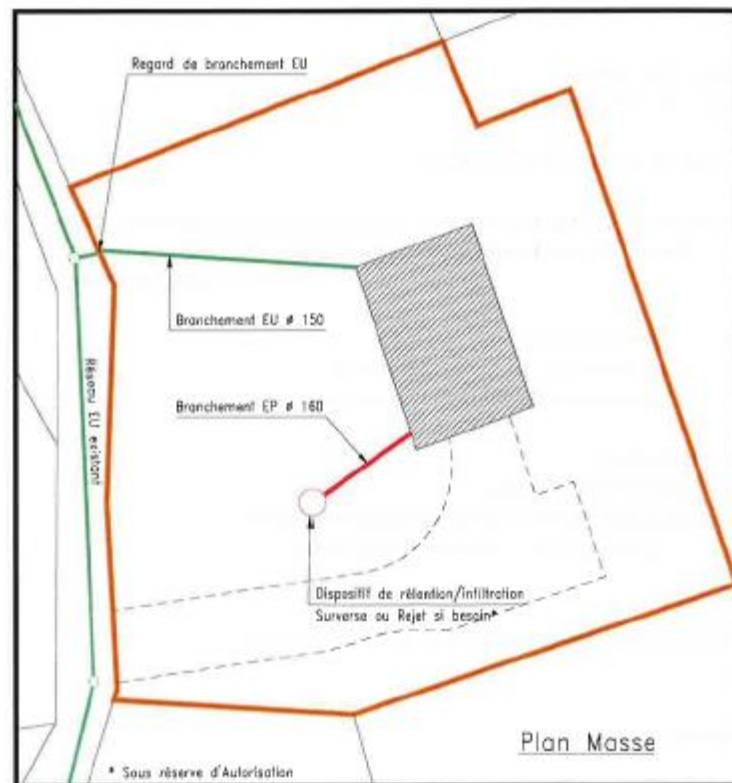 Regard de branchement EU
Branchement EU ø 150
Réseau EU existant
Branchement EP ø 160
Dispositif de rétention/infiltration
Surverse ou Rejet si besoin*
Plan Masse
* Sous réserve d'Autorisation